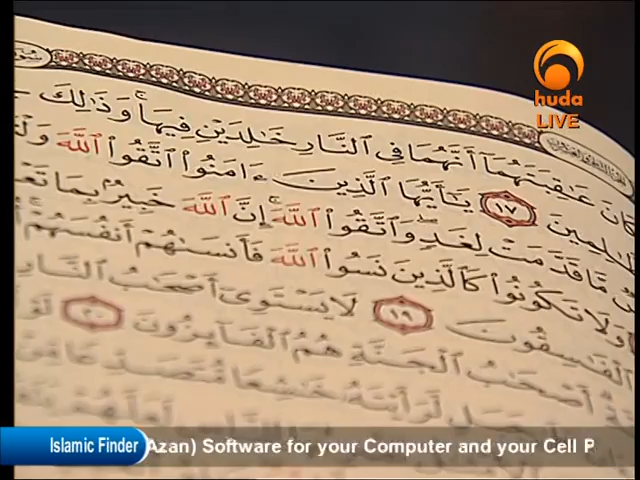 huda
LIVE
كَانَ عَٰقِبَتَهُمَآ أَنَّهُمَا فِى ٱلنَّارِ خَٰلِدَيْنِ فِيهَا ۚ وَذَٰلِكَ
ٱلظَّٰلِمِينَ ١٧ يَٰٓأَيُّهَا ٱلَّذِينَ ءَامَنُوا۟ ٱتَّقُوا۟ ٱللَّهَ
مَّا قَدَّمَتْ لِغَدٍ ۖ وَٱتَّقُوا۟ ٱللَّهَ ۚ إِنَّ ٱللَّهَ خَبِيرٌۢ بِمَا
وَلَا تَكُونُوا۟ كَٱلَّذِينَ نَسُوا۟ ٱللَّهَ فَأَنسَىٰهُمْ أَنفُسَهُمْ ۚ
ٱلْفَٰسِقُونَ ١٩ لَا يَسْتَوِىٓ أَصْحَٰبُ ٱلنَّارِ
أَصْحَٰبُ ٱلْجَنَّةِ هُمُ ٱلْفَآئِزُونَ ٢٠ لَوْ
لَّرَأَيْتَهُۥ خَٰشِعًا مُّتَصَدِّعًا مِّنْ
Islamic Finder Azan) Software for your Computer and your Cell P